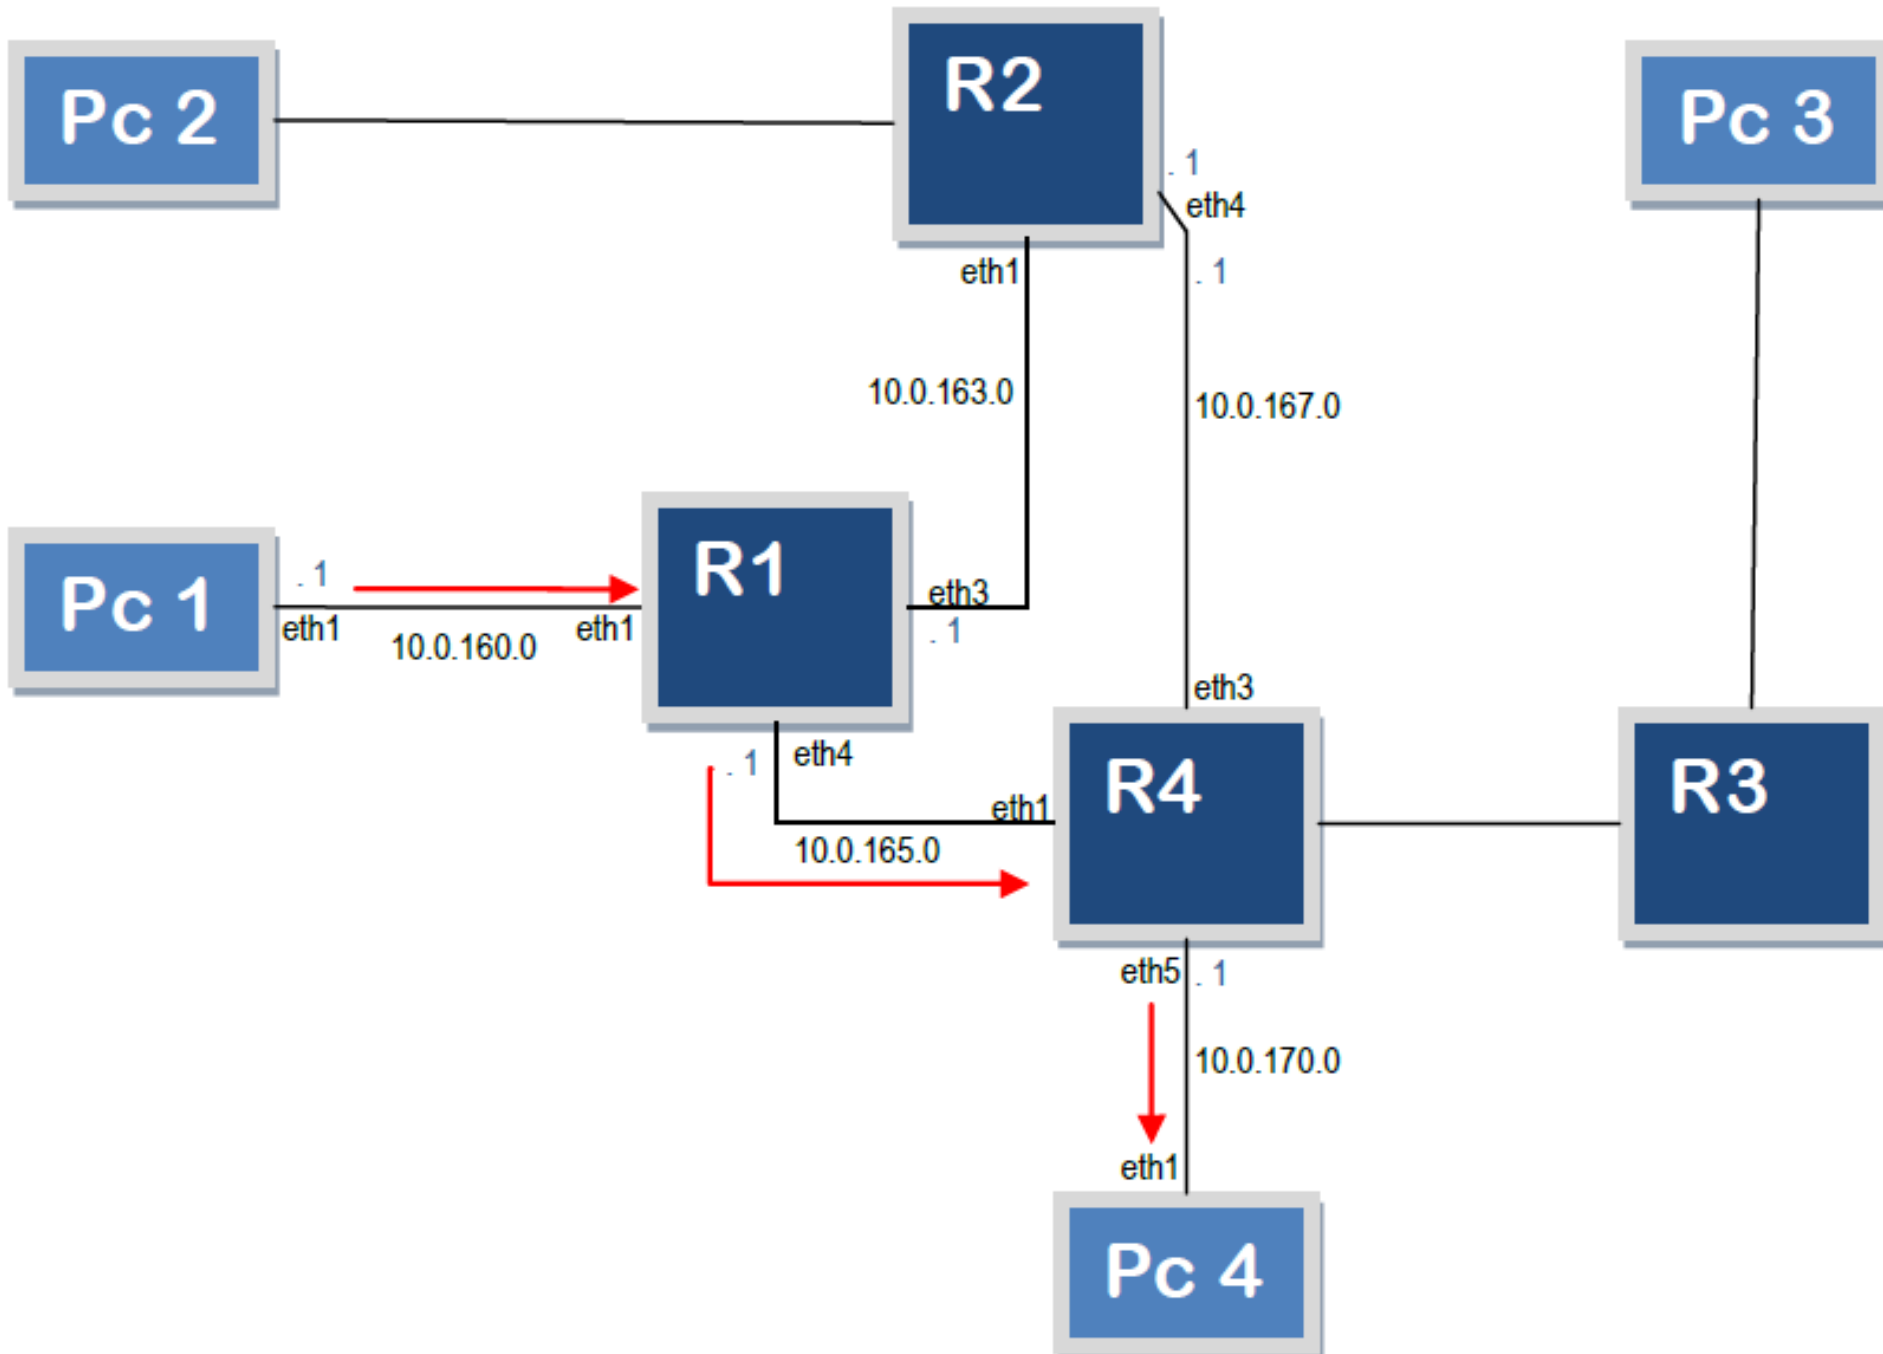 Pc 2
R2
Pc 3
. 1
eth4
eth1
. 1
10.0.163.0
10.0.167.0
Pc 1
. 1
eth1
10.0.160.0
eth1
R1
eth3
. 1
eth3
. 1
eth4
eth1
10.0.165.0
R4
R3
eth5
. 1
10.0.170.0
eth1
Pc 4